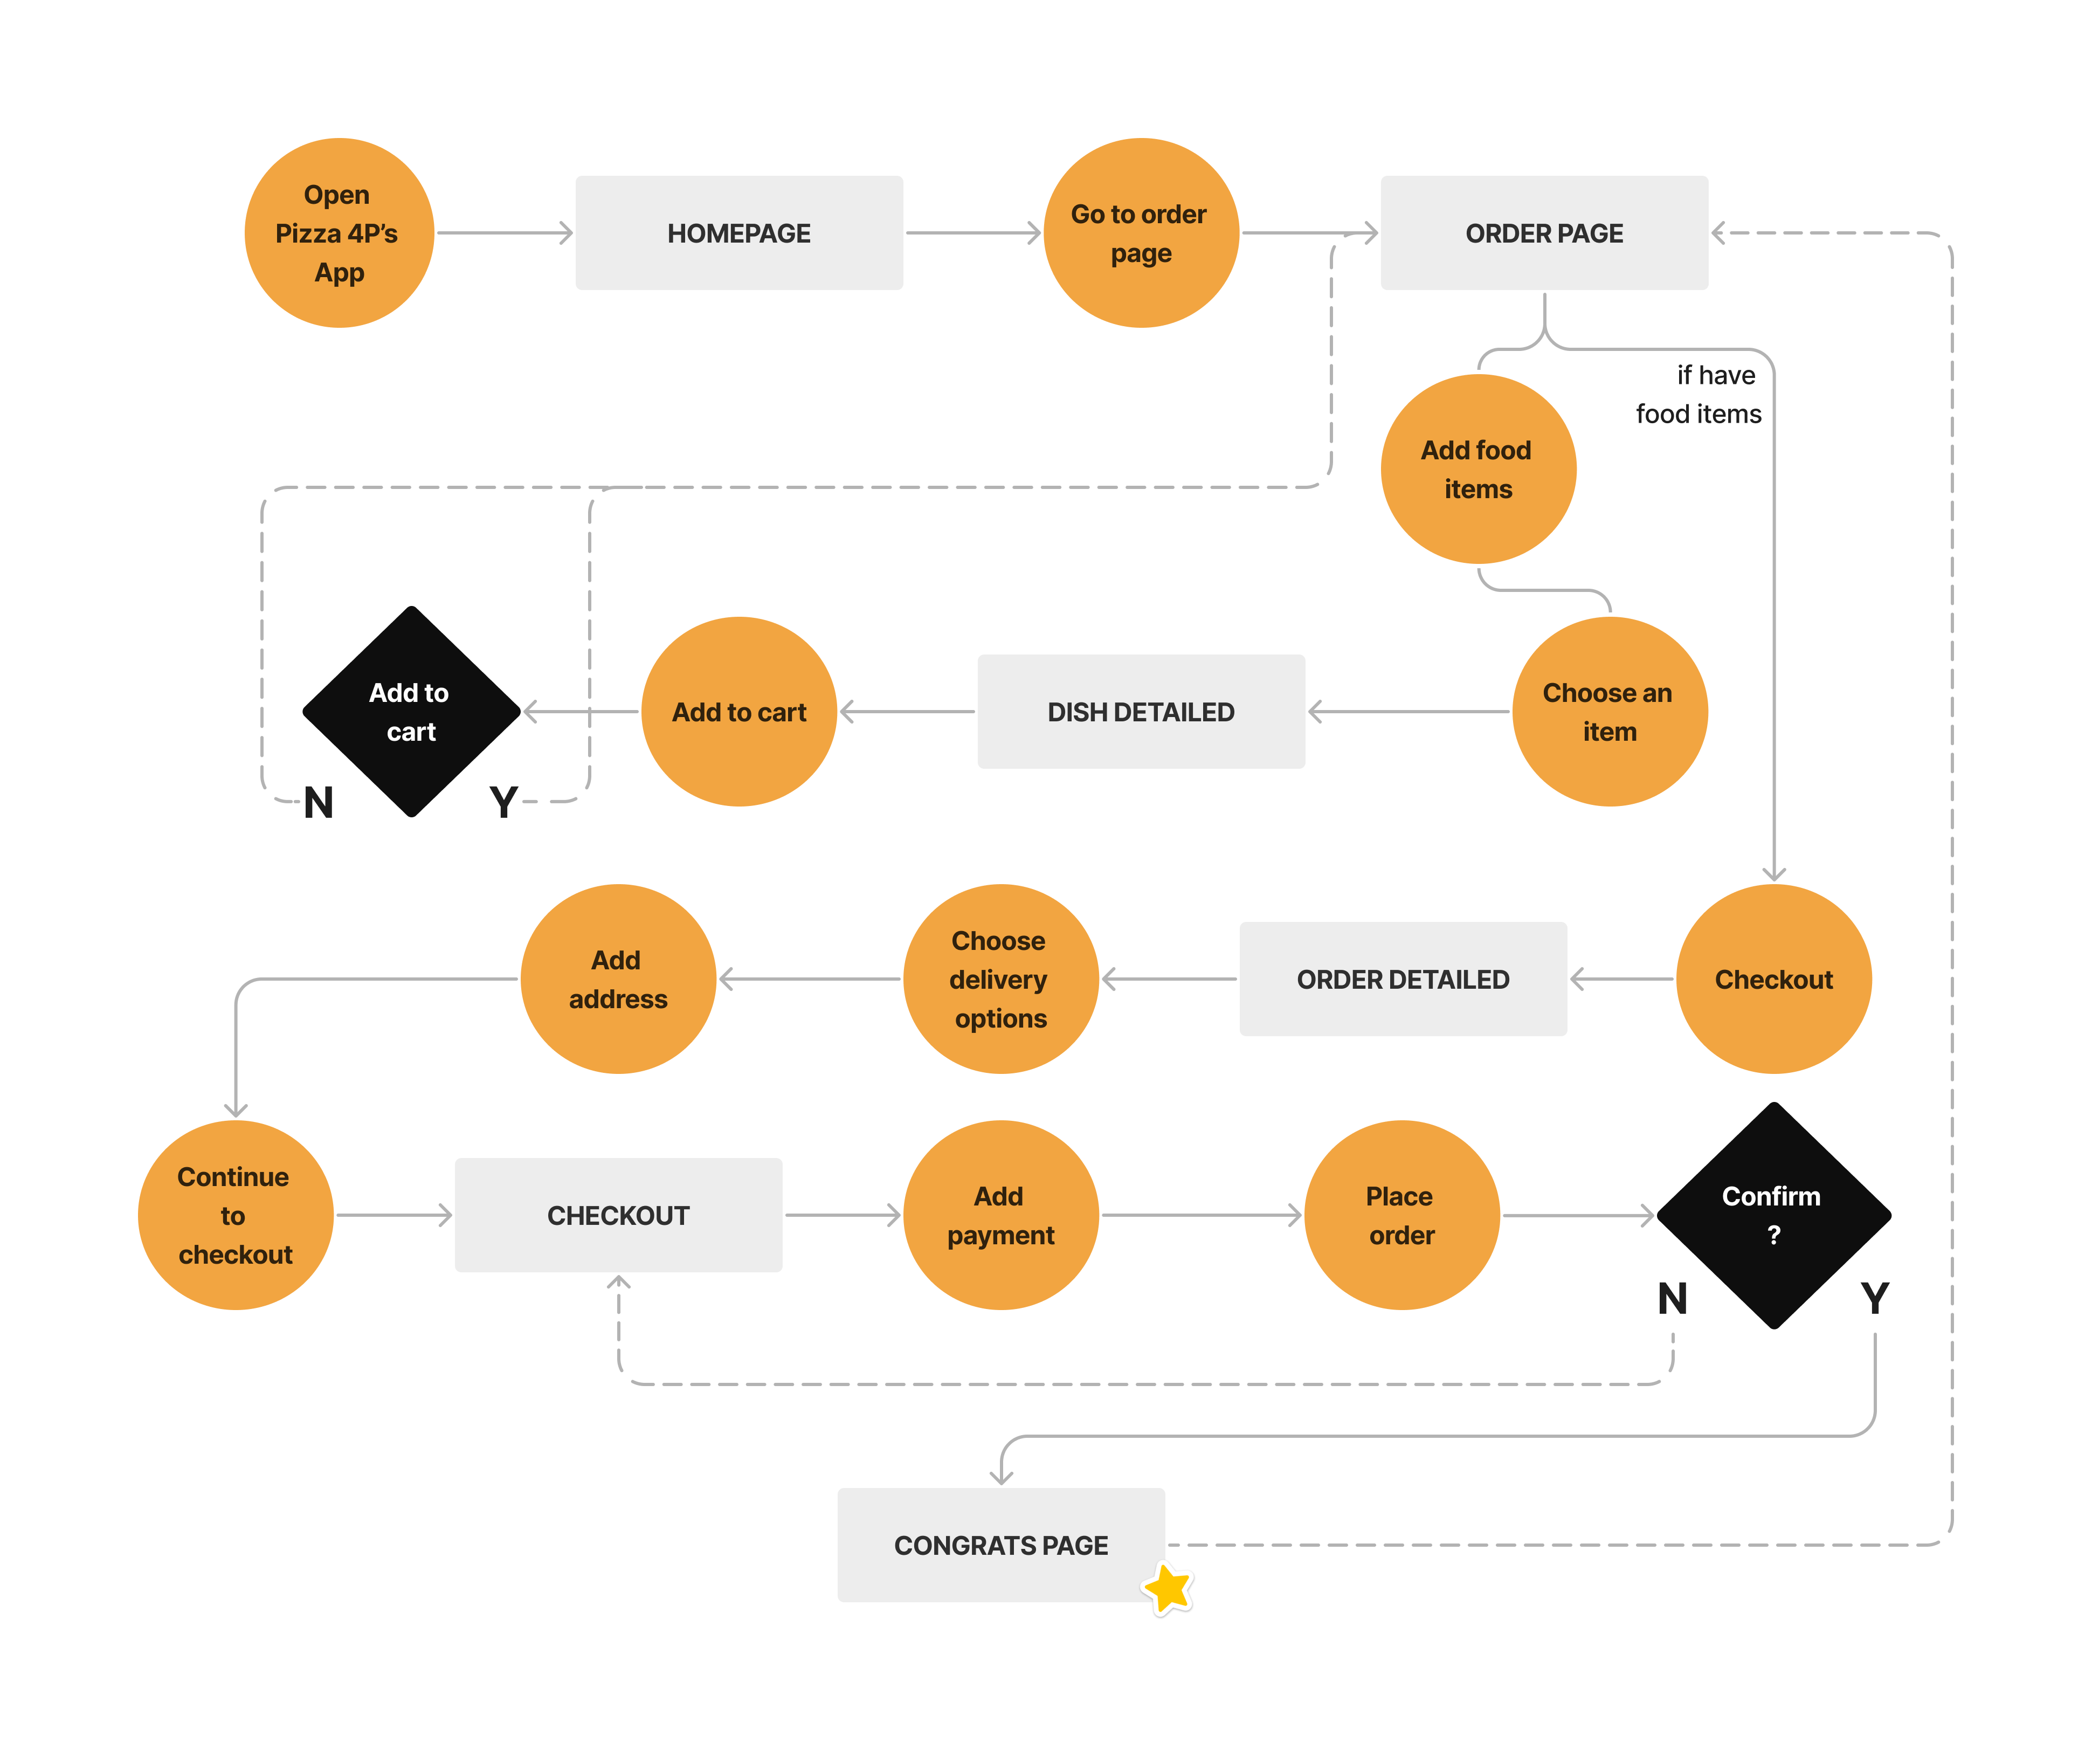 Open
Pizza 4P’s
App
HOMEPAGE
Go to order
page
ORDER PAGE
if have
food items
Add food
items
Add to
cart
N
Y
Add to cart
DISH DETAILED
Choose an
item
Add
address
Choose
delivery
options
ORDER DETAILED
Checkout
Continue
to
checkout
CHECKOUT
Add
payment
Place
order
Confirm
?
N
Y
CONGRATS PAGE